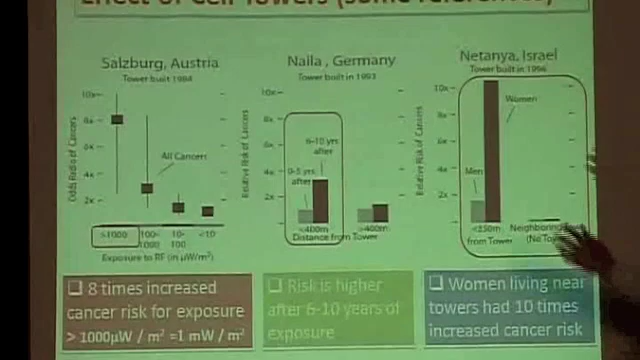 Effect of Cell Towers (some references)
Salzburg, Austria
Tower built 1984
Odds Ratio of Cancers
10x
8x
6x
4x
2x
All Cancers
>1000
100-
1000
10-
100
<10
Exposure to RF (in µW/m²)
Naila , Germany
Tower built in 1993
Relative Risk of Cancers
10x
8x
6x
4x
2x
0-5 yrs
after
6-10 yrs
after
<400m
>400m
Distance from Tower
Netanya, Israel
Tower built in 1996
Relative Risk of Cancers
10x
8x
6x
4x
2x
Women
Men
<350m
from Tower
(No
❑ 8 times increased
cancer risk for exposure
> 1000µW / m² =1 mW / m²
❑ Risk is higher
after 6-10 years of
exposure
❑ Women living near
towers had 10 times
increased cancer risk